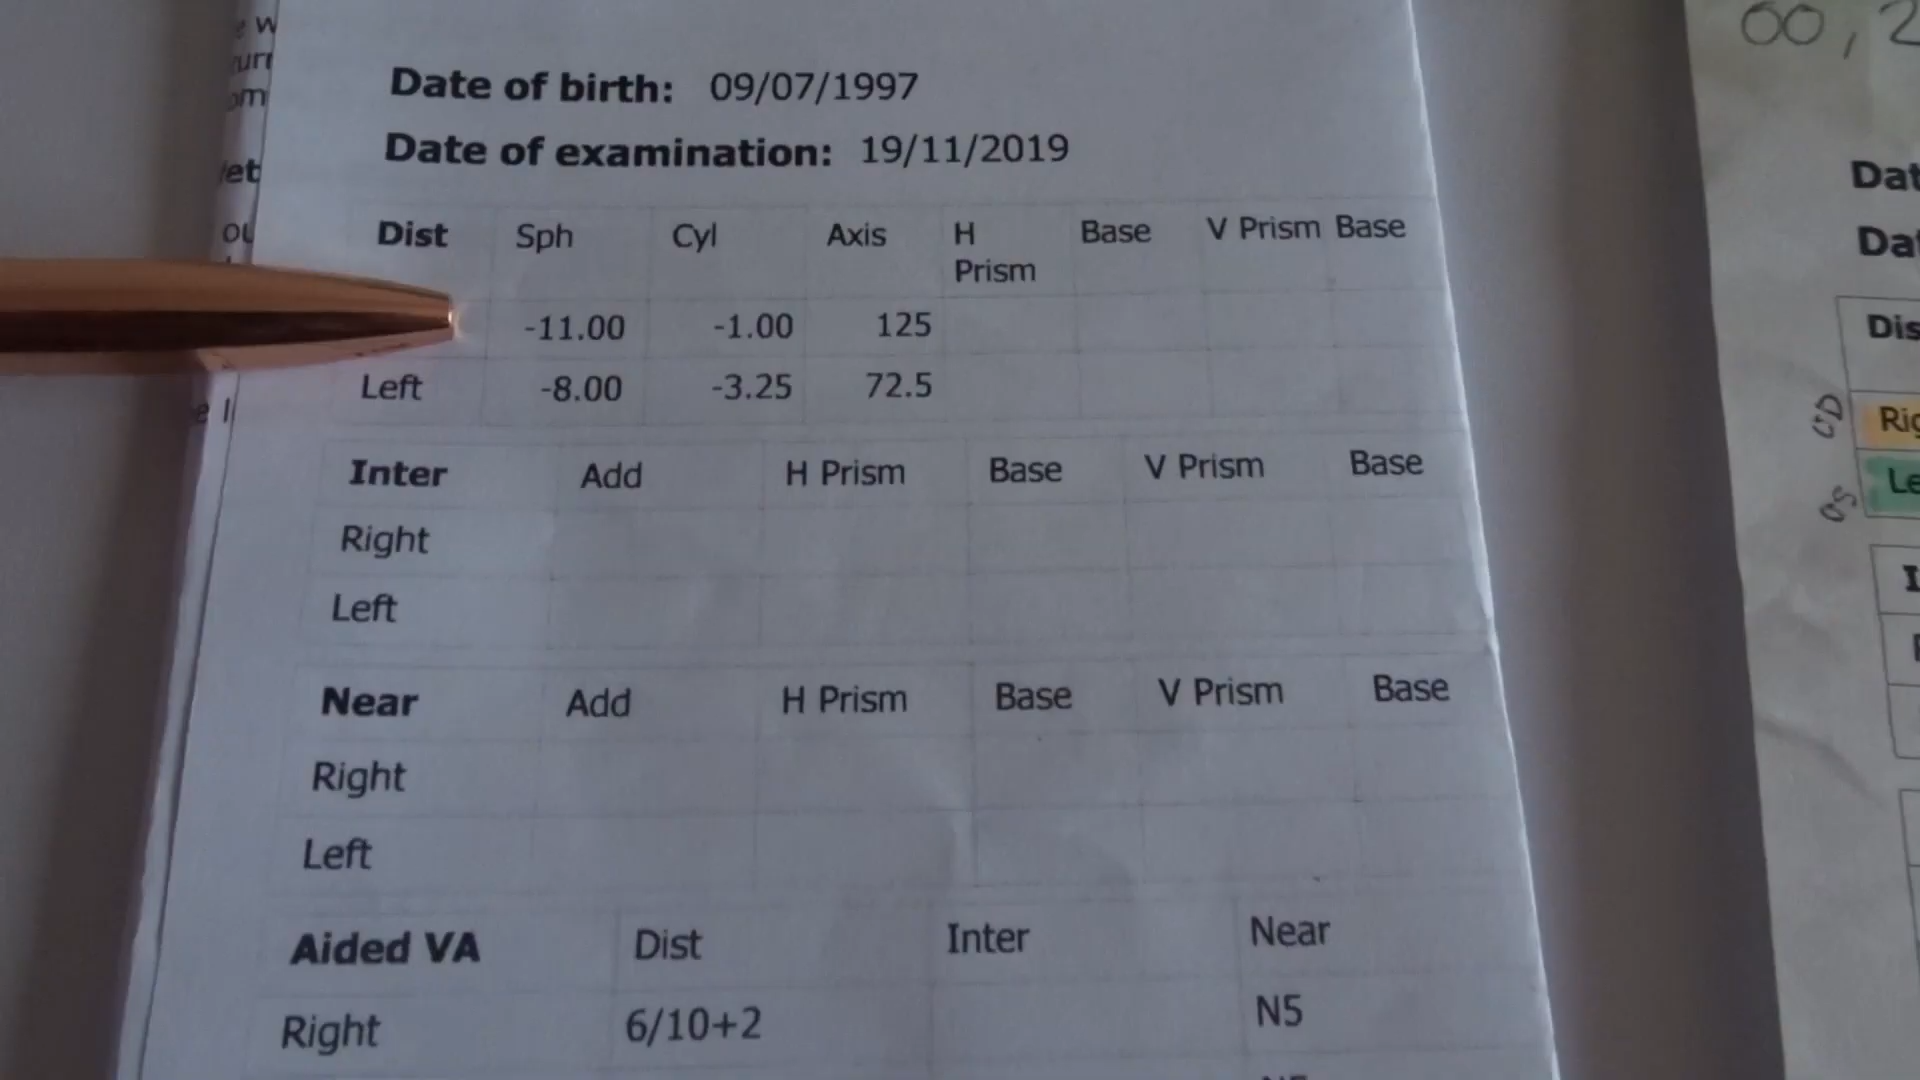 Date of birth: 09/07/1997
Date of examination: 19/11/2019
Dist Sph Cyl Axis H Prism Base V Prism Base
-11.00 -1.00 125
Left -8.00 -3.25 72.5
Inter Add H Prism Base V Prism Base
Right
Left
Near Add H Prism Base V Prism Base
Right
Left
Aided VA Dist Inter Near
Right 6/10+2 N5
OD
OS